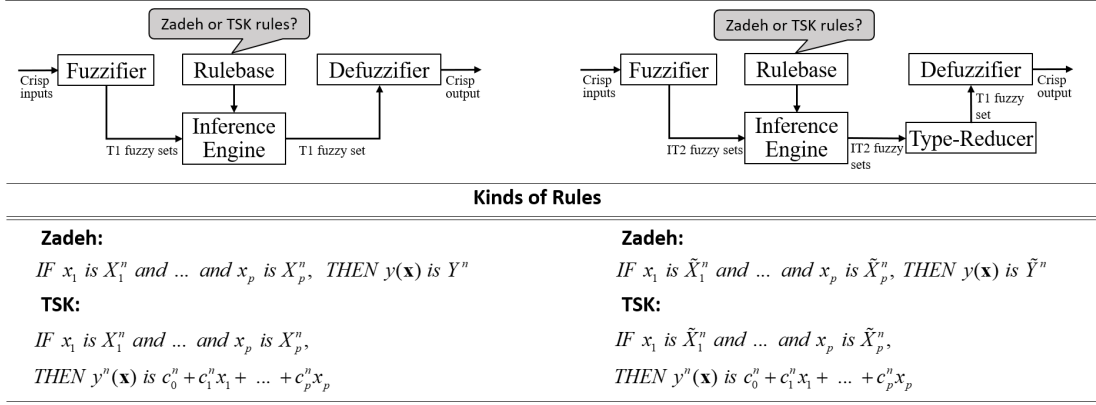 Zadeh or TSK rules?
Fuzzifier
Rulebase
Defuzzifier
Crisp
inputs
Crisp
output
Inference
Engine
T1 fuzzy sets
T1 fuzzy set
Zadeh or TSK rules?
Fuzzifier
Rulebase
Defuzzifier
Crisp
inputs
Crisp
output
T1 fuzzy
set
Inference
Engine
Type-Reducer
IT2 fuzzy sets
IT2 fuzzy
sets
Kinds of Rules
Zadeh:
IF x₁ is X₁ⁿ and ... and xₚ is Xₚⁿ, THEN y(𝐱) is Yⁿ
TSK:
IF x₁ is X₁ⁿ and ... and xₚ is Xₚⁿ,
THEN yⁿ(𝐱) is c₀ⁿ + c₁ⁿx₁ + ... + cₚⁿxₚ
Zadeh:
IF x₁ is X̃₁ⁿ and ... and xₚ is X̃ₚⁿ, THEN y(𝐱) is Ỹⁿ
TSK:
IF x₁ is X̃₁ⁿ and ... and xₚ is X̃ₚⁿ,
THEN yⁿ(𝐱) is c₀ⁿ + c₁ⁿx₁ + ... + cₚⁿxₚ